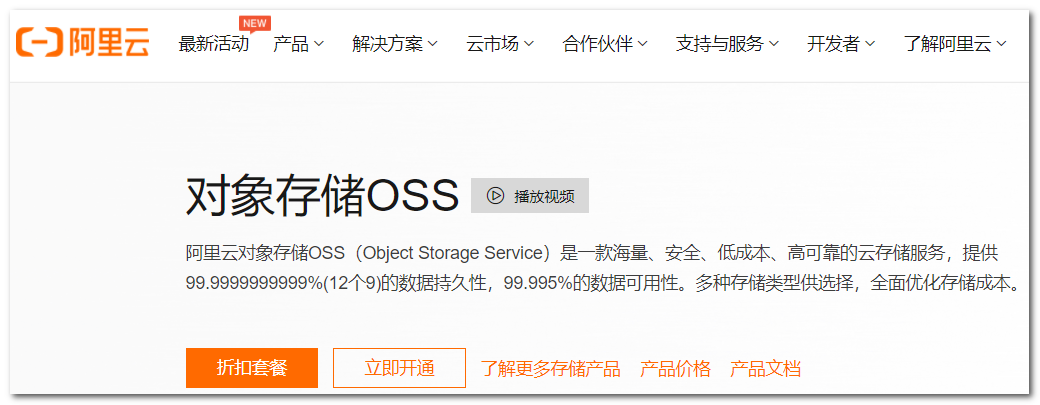 阿里云
最新活动 NEW 产品 解决方案 云市场 合作伙伴 支持与服务 开发者 了解阿里云
对象存储OSS 播放视频
阿里云对象存储OSS（Object Storage Service）是一款海量、安全、低成本、高可靠的云存储服务，提供
99.9999999999%(12个9)的数据持久性，99.995%的数据可用性。多种存储类型供选择，全面优化存储成本。
折扣套餐 立即开通 了解更多存储产品 产品价格 产品文档